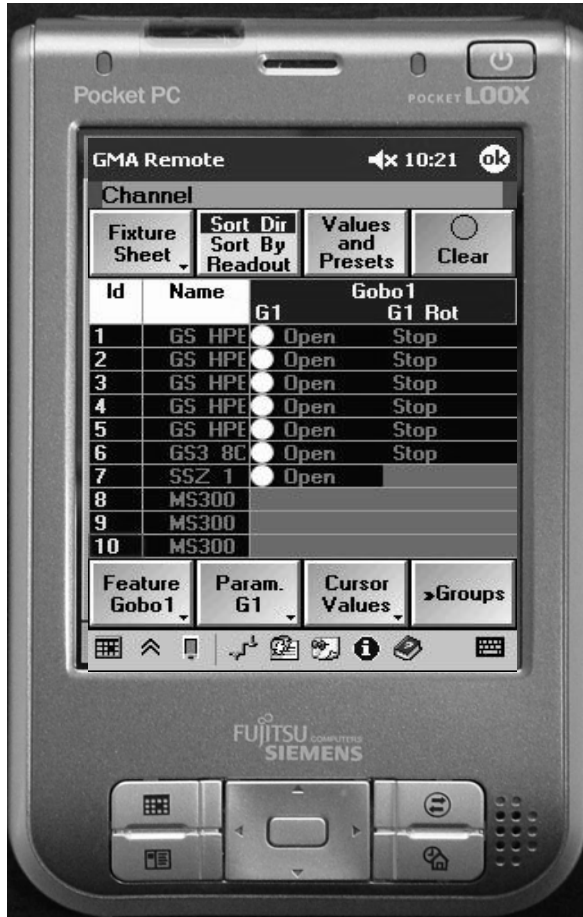 Pocket PC
POCKET LOOX
GMA Remote 10:21 ok
Channel
Fixture Sheet
Sort Dir Sort By Readout
Values and Presets
Clear
Id Name Gobo1
G1 G1 Rot
1 GS HPE Open Stop
2 GS HPE Open Stop
3 GS HPE Open Stop
4 GS HPE Open Stop
5 GS HPE Open Stop
6 GS3 8C Open Stop
7 SSZ 1 Open
8 MS300
9 MS300
10 MS300
Feature Gobo1
Param. G1
Cursor Values
»Groups
FUJITSU COMPUTERS
SIEMENS